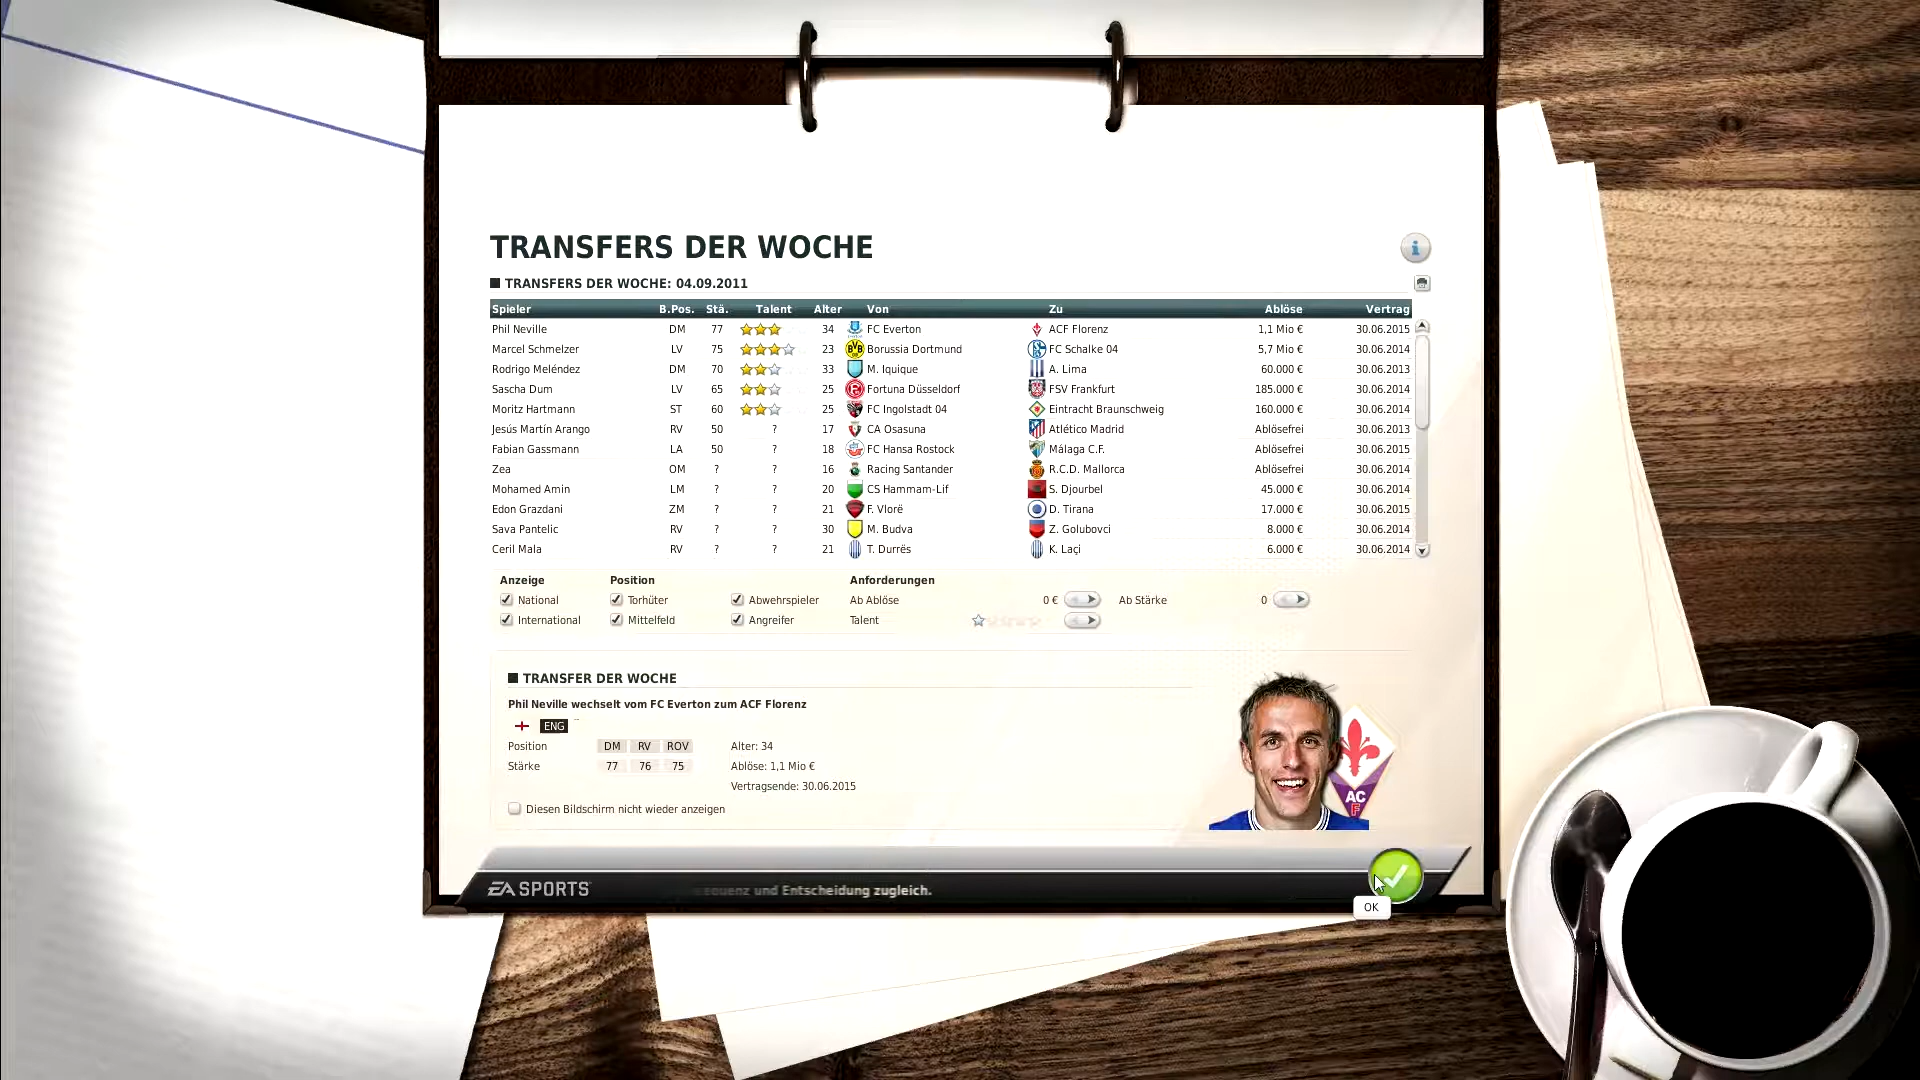 TRANSFERS DER WOCHE
TRANSFERS DER WOCHE: 04.09.2011
Spieler B.Pos. Stä. Talent Alter Von Zu Ablöse Vertrag
Phil Neville DM 77 34 FC Everton ACF Florenz 1,1 Mio € 30.06.2015
Marcel Schmelzer LV 75 23 Borussia Dortmund FC Schalke 04 5,7 Mio € 30.06.2014
Rodrigo Meléndez DM 70 33 M. Iquique A. Lima 60.000 € 30.06.2013
Sascha Dum LV 65 25 Fortuna Düsseldorf FSV Frankfurt 185.000 € 30.06.2014
Moritz Hartmann ST 60 25 FC Ingolstadt 04 Eintracht Braunschweig 160.000 € 30.06.2014
Jesús Martín Arango RV 50 ? 17 CA Osasuna Atlético Madrid Ablösefrei 30.06.2013
Fabian Gassmann LA 50 ? 18 FC Hansa Rostock Málaga C.F. Ablösefrei 30.06.2015
Zea OM ? ? 16 Racing Santander R.C.D. Mallorca Ablösefrei 30.06.2014
Mohamed Amin LM ? ? 20 CS Hammam-Lif S. Djourbel 45.000 € 30.06.2014
Edon Grazdani ZM ? ? 21 F. Vlorë D. Tirana 17.000 € 30.06.2015
Sava Pantelic RV ? ? 30 M. Budva Z. Golubovci 8.000 € 30.06.2014
Ceril Mala RV ? ? 21 T. Durrës K. Laçi 6.000 € 30.06.2014
Anzeige Position Anforderungen
National Torhüter Abwehrspieler Ab Ablöse 0 € Ab Stärke 0
International Mittelfeld Angreifer Talent
TRANSFER DER WOCHE
Phil Neville wechselt vom FC Everton zum ACF Florenz
ENG
Position DM RV ROV Alter: 34
Stärke 77 76 75 Ablöse: 1,1 Mio €
Vertragsende: 30.06.2015
Diesen Bildschirm nicht wieder anzeigen
AC
F
EA SPORTS und Entscheidung zugleich.
OK